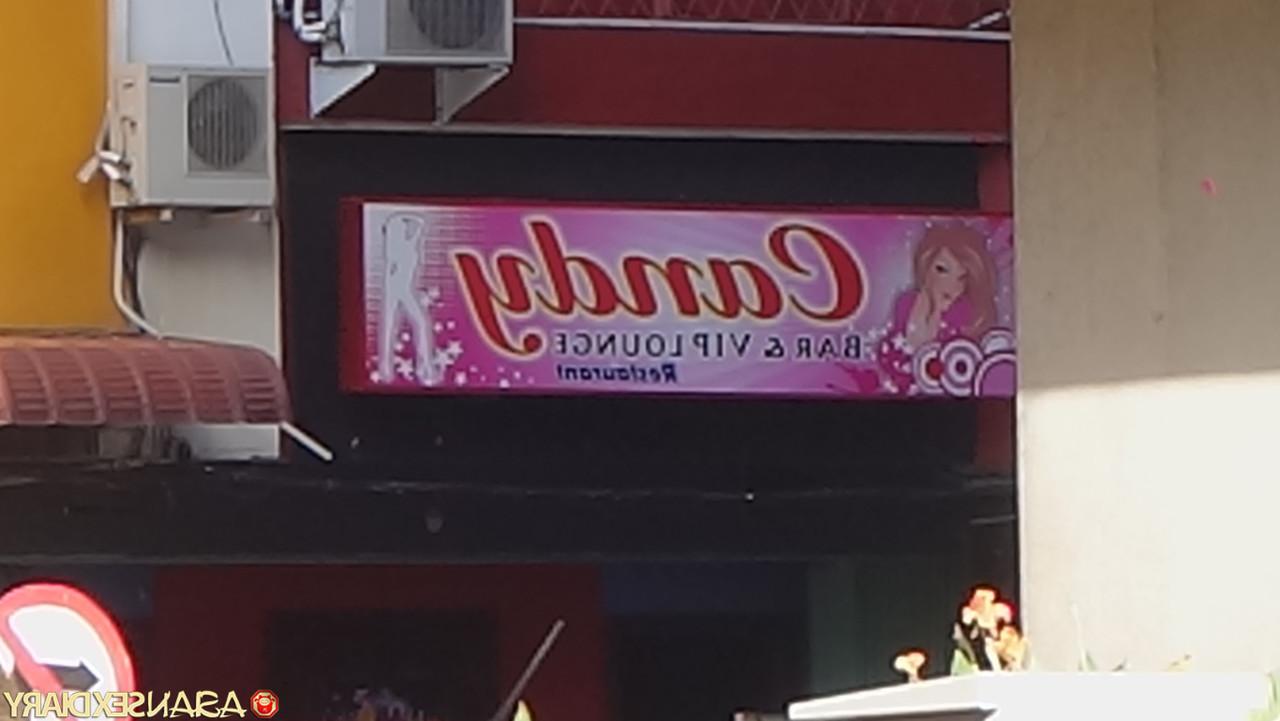 Candy
BAR & VIP LOUNGE
Restaurant
ASIANSEXDIARY